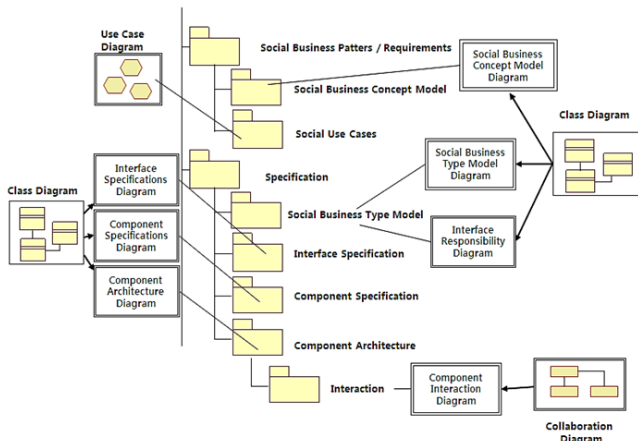 Use Case
Diagram
Social Business Patters / Requirements
Social Business
Concept Model
Diagram
Social Business Concept Model
Class Diagram
Social Use Cases
Interface
Specifications
Diagram
Social Business
Type Model
Diagram
Specification
Class Diagram
Social Business Type Model
Component
Specifications
Diagram
Interface
Responsibility
Diagram
Interface Specification
Component
Architecture
Diagram
Component Specification
Component Architecture
Interaction
Component
Interaction
Diagram
Collaboration
Diagram